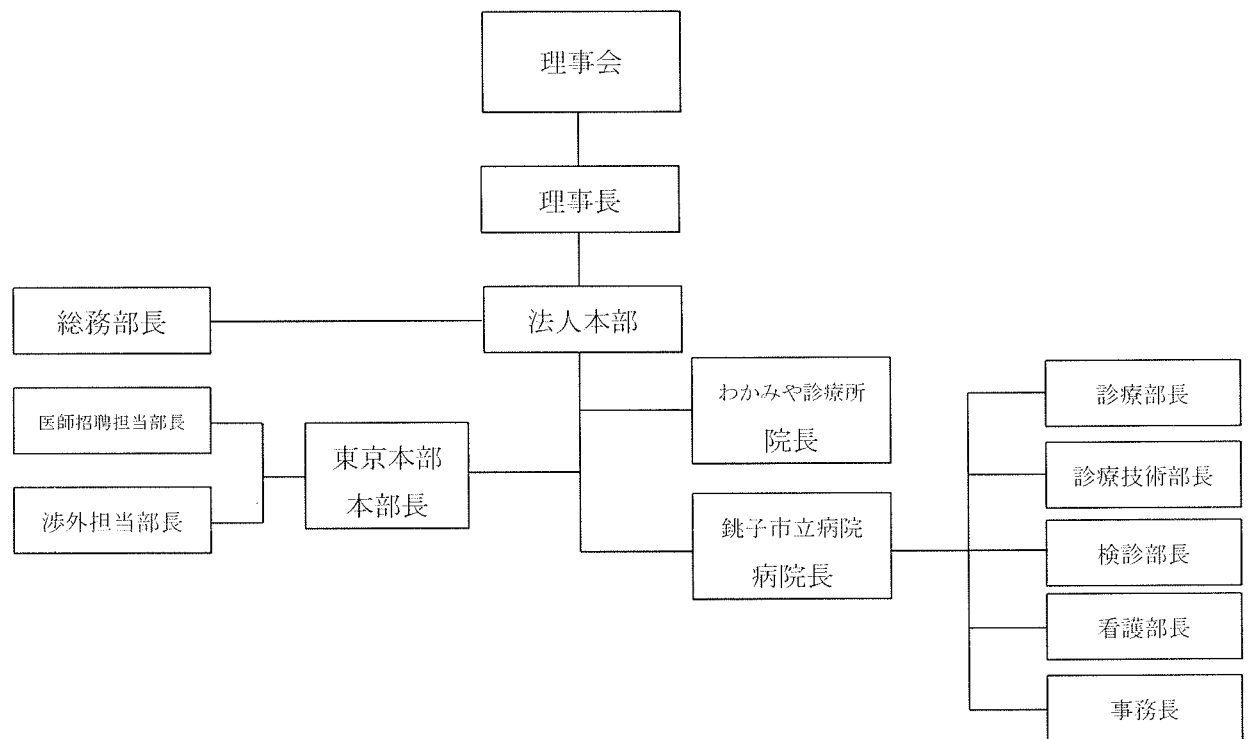 理事会
理事長
法人本部
総務部長
医師招聘担当部長
渉外担当部長
東京本部
本部長
わかみや診療所
院長
銚子市立病院
病院長
診療部長
診療技術部長
検診部長
看護部長
事務長